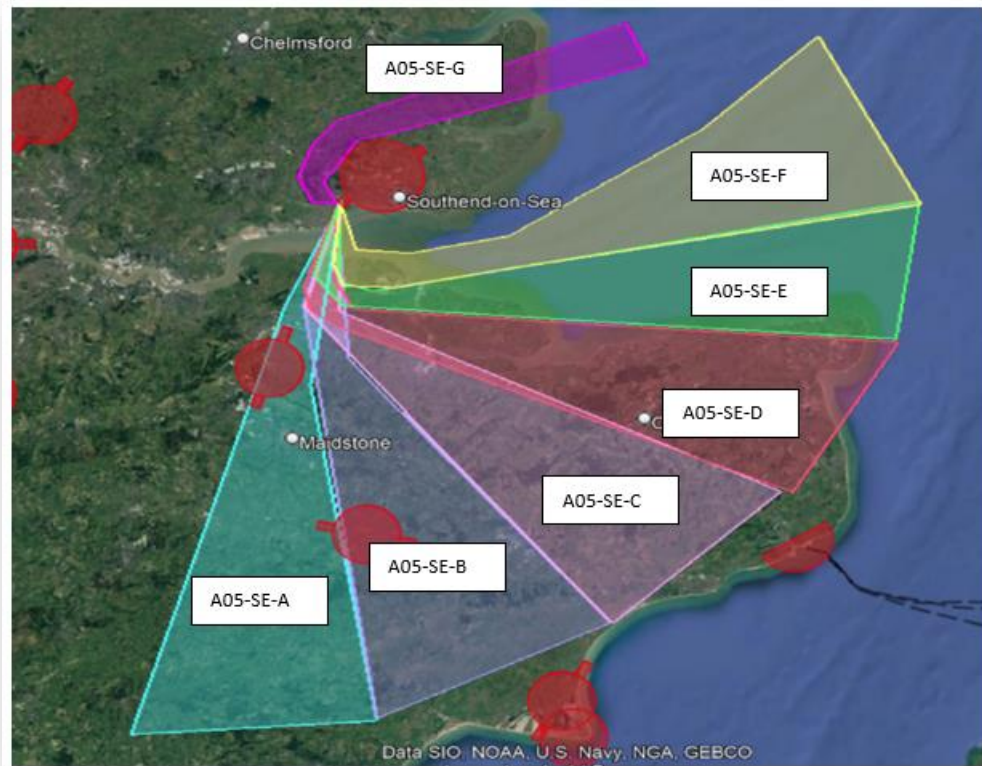 Chelmsford
A05-SE-G
A05-SE-F
Southend-on-Sea
A05-SE-E
A05-SE-D
Maidstone
A05-SE-C
A05-SE-B
A05-SE-A
Data SIO, NOAA, U.S. Navy, NGA, GEBCO